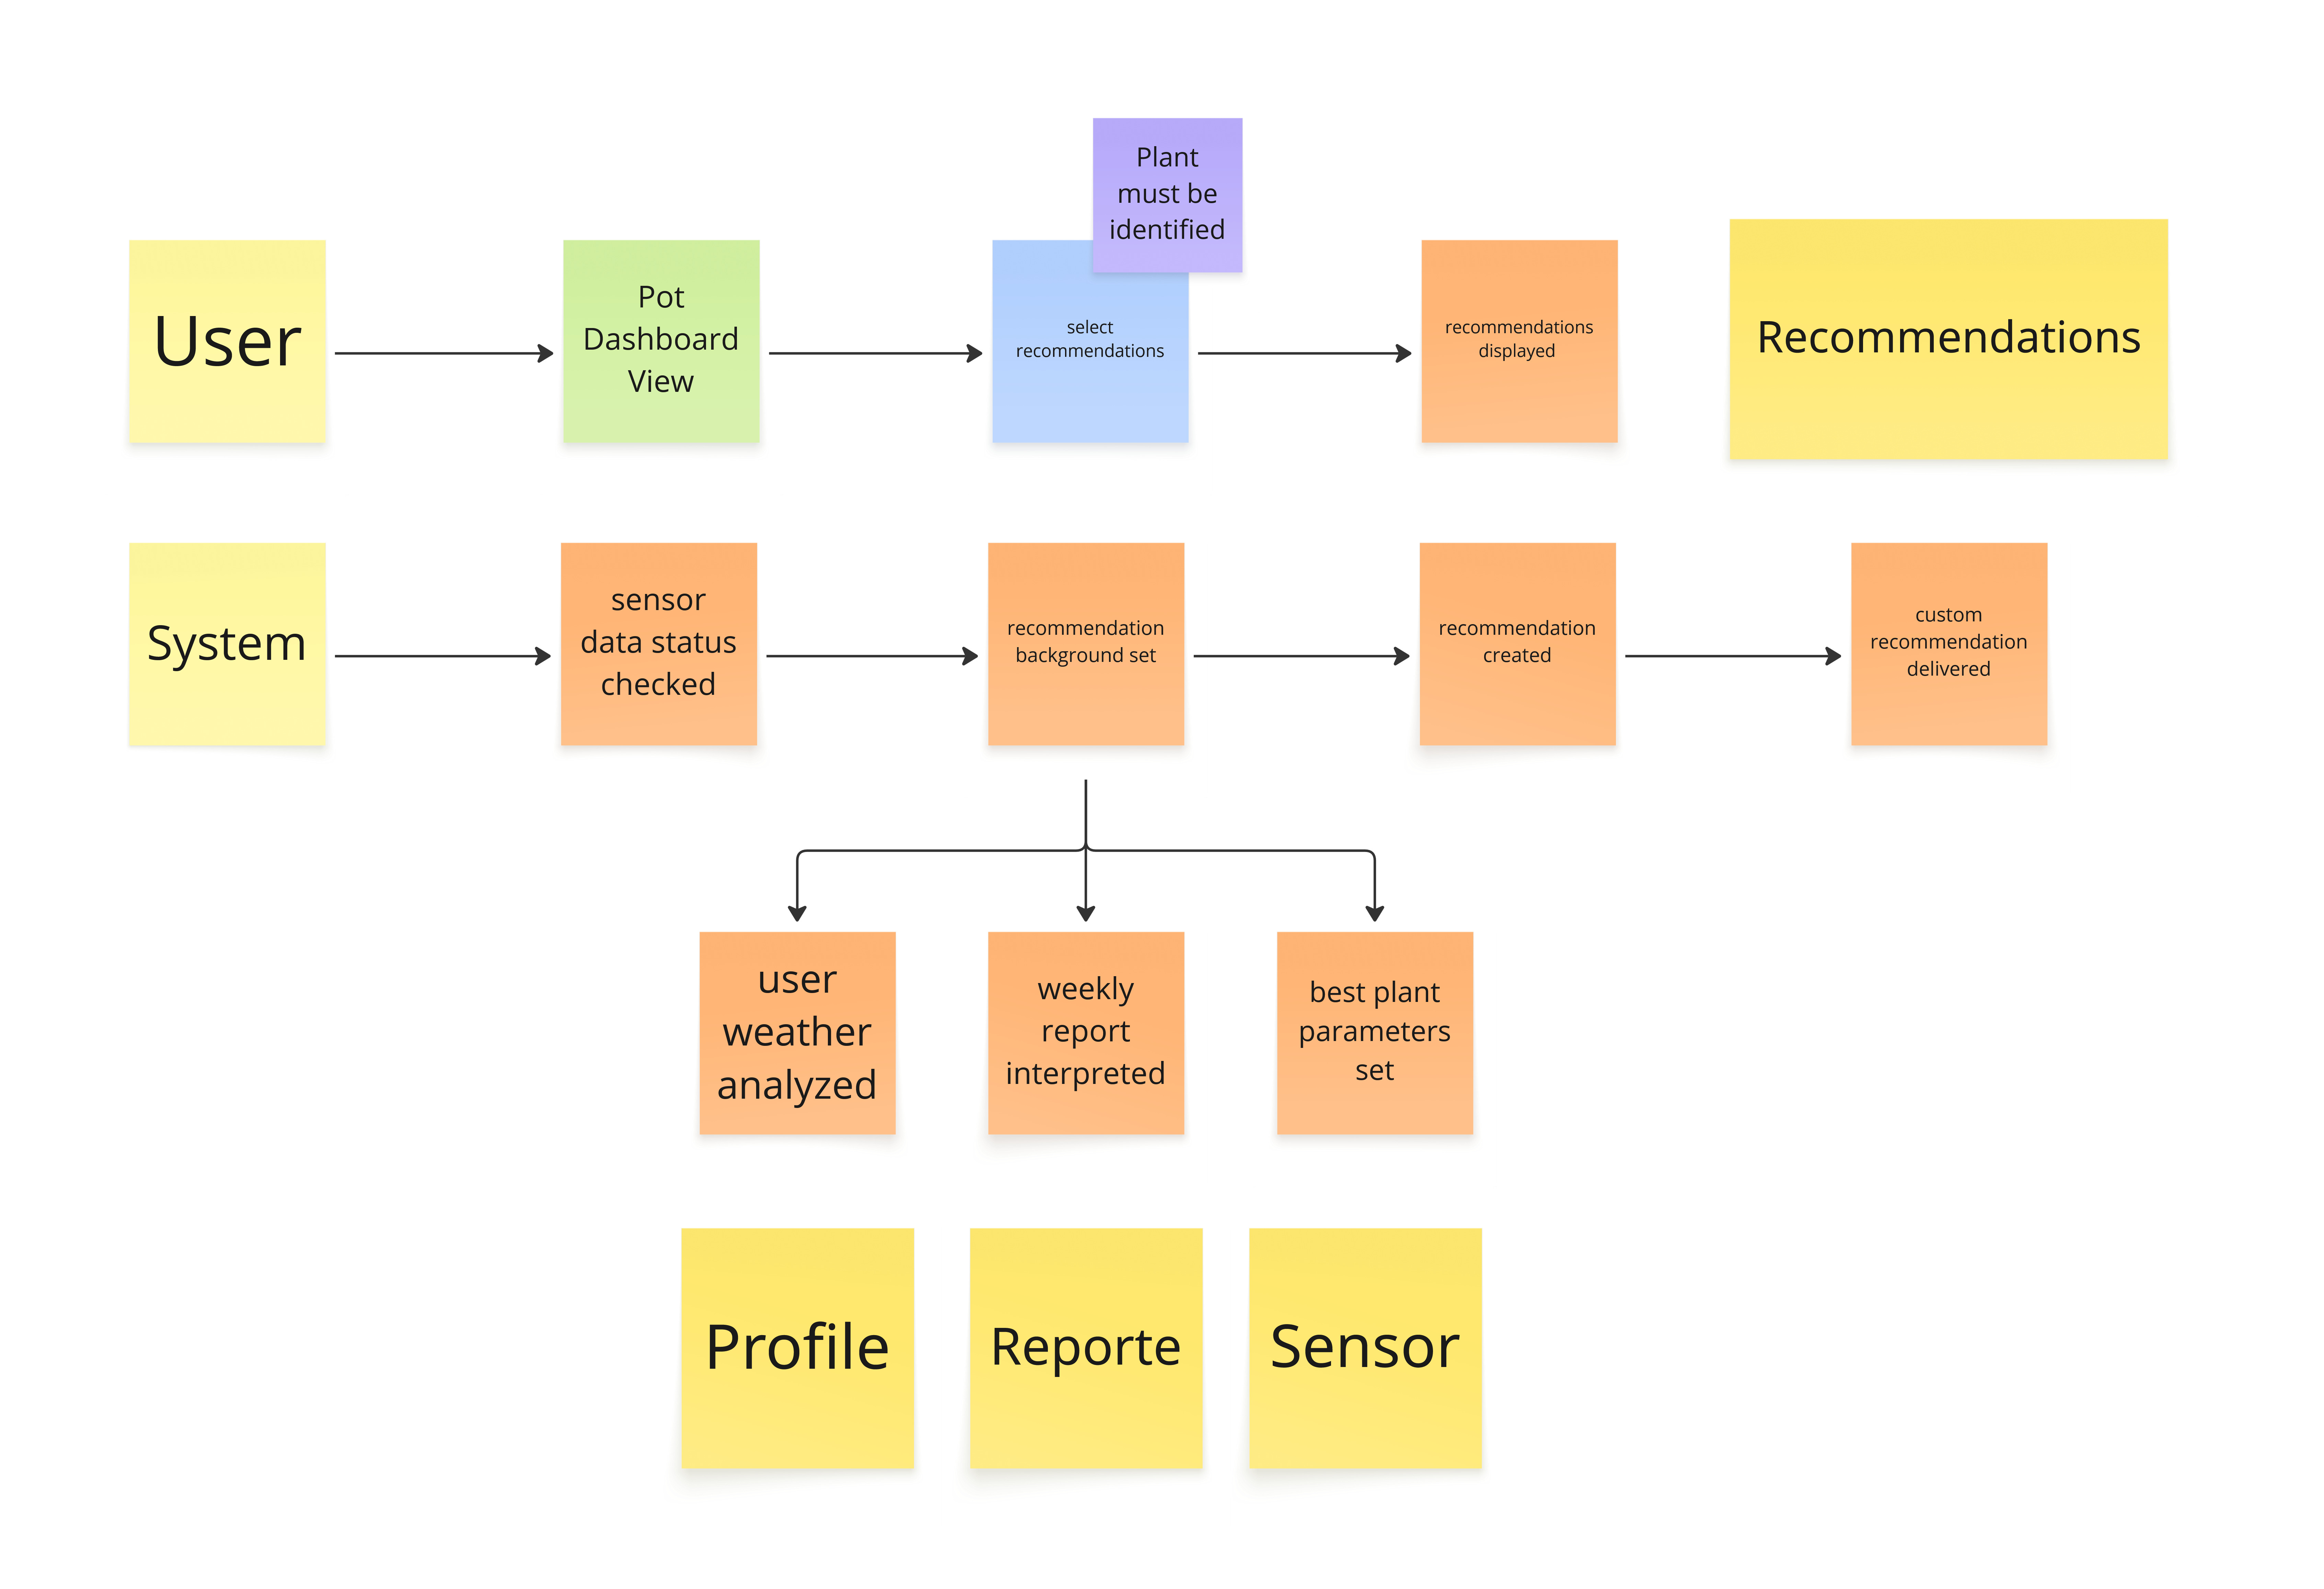 Plant
must be
identified
User
Pot
Dashboard
View
select
recommendations
recommendations
displayed
Recommendations
System
sensor
data status
checked
recommendation
background set
recommendation
created
custom
recommendation
delivered
user
weather
analyzed
weekly
report
interpreted
best plant
parameters
set
Profile
Reporte
Sensor